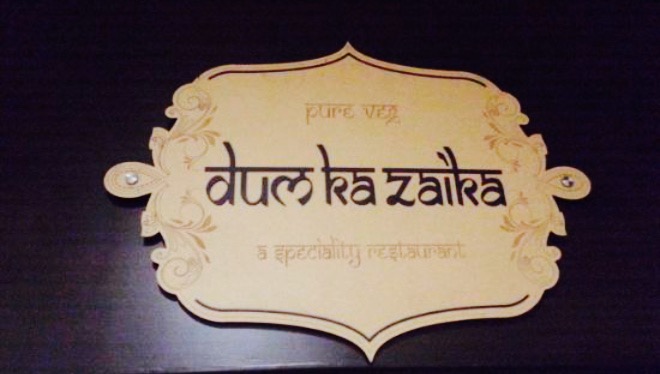 pure veg
dum ka zaika
a speciality restaurant